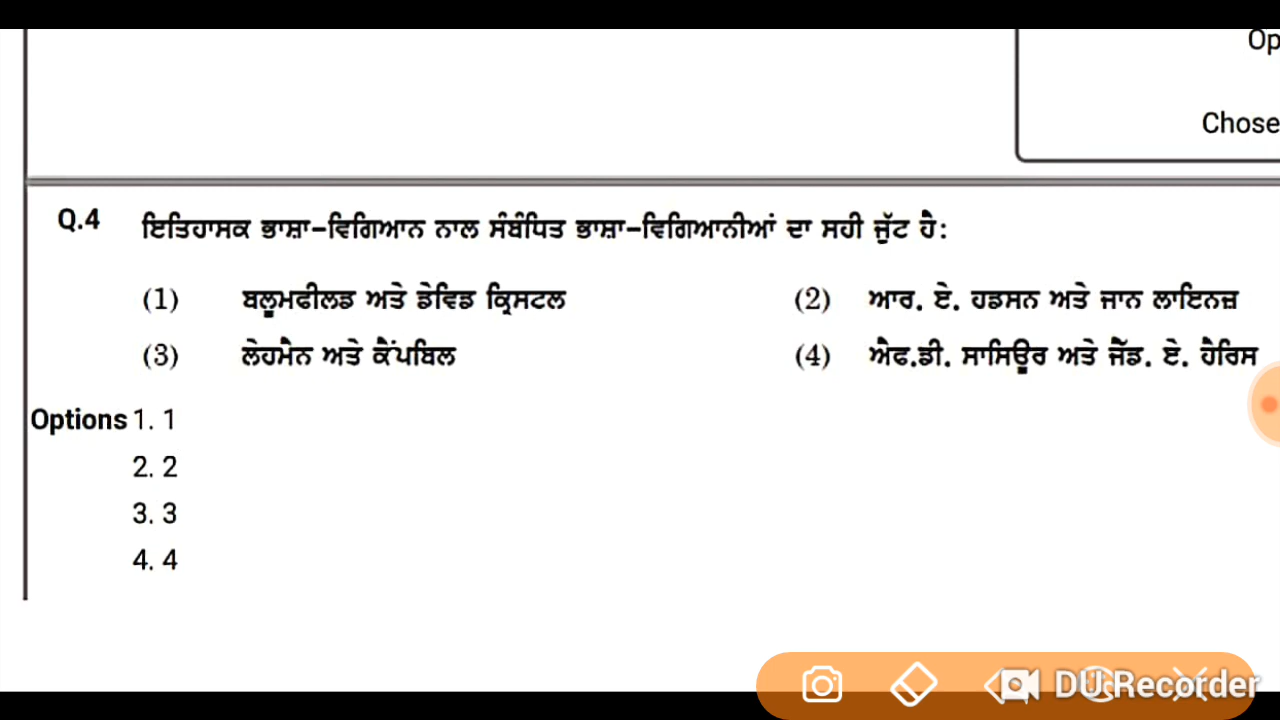 Op
Chose
Q.4 ਇਤਿਹਾਸਕ ਭਾਸ਼ਾ-ਵਿਗਿਆਨ ਨਾਲ ਸੰਬੰਧਿਤ ਭਾਸ਼ਾ-ਵਿਗਿਆਨੀਆਂ ਦਾ ਸਹੀ ਜੁੱਟ ਹੈ:
(1) ਬਲੂਮਫੀਲਡ ਅਤੇ ਡੇਵਿਡ ਕ੍ਰਿਸਟਲ (2) ਆਰ. ਏ. ਹਡਸਨ ਅਤੇ ਜਾਨ ਲਾਇਨਜ਼
(3) ਲੇਹਮੈਨ ਅਤੇ ਕੈਂਪਬਿਲ (4) ਐਫ.ਡੀ. ਸਾਸਿਊਰ ਅਤੇ ਜੈੱਡ. ਏ. ਹੈਰਿਸ
Options 1. 1
2. 2
3. 3
4. 4
DU Recorder